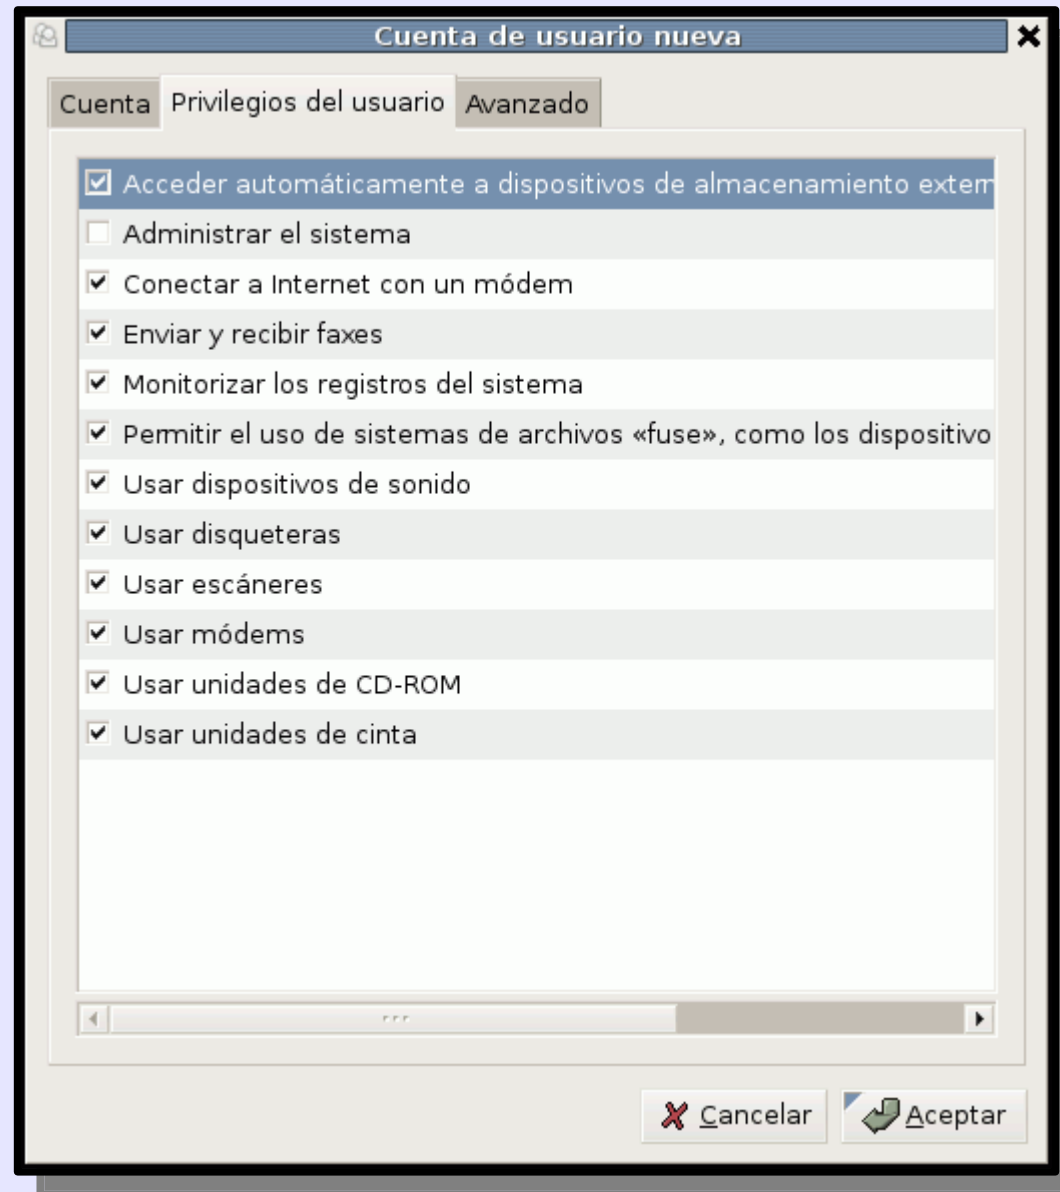 Cuenta de usuario nueva
Cuenta Privilegios del usuario Avanzado
Acceder automáticamente a dispositivos de almacenamiento
Administrar el sistema
Conectar a Internet con un módem
Enviar y recibir faxes
Monitorizar los registros del sistema
Permitir el uso de sistemas de archivos «fuse», como los dispositivo
Usar dispositivos de sonido
Usar disqueteras
Usar escáneres
Usar módems
Usar unidades de CD-ROM
Usar unidades de cinta
Cancelar Aceptar